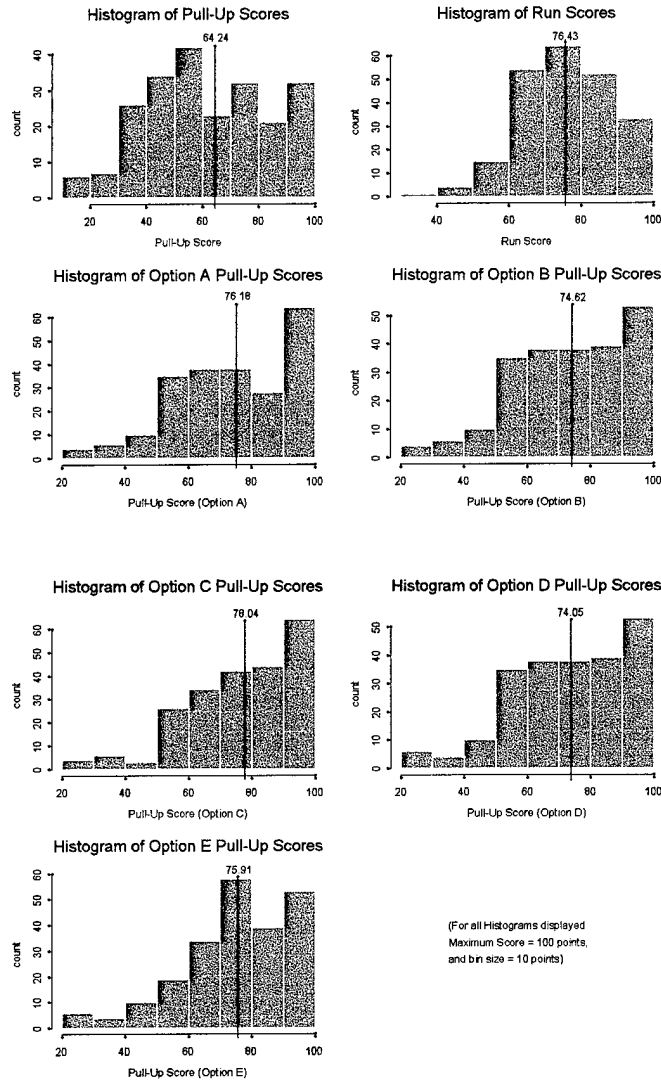 Histogram of Pull-Up Scores
64 24
count
0 10 20 30 40
20 40 60 80 100
Pull-Up Score
Histogram of Run Scores
76,43
count
0 10 20 30 40 50 60
40 60 80 100
Run Score
Histogram of Option A Pull-Up Scores
76 18
count
0 10 20 30 40 50 60
20 40 60 80 100
Pull-Up Score (Option A)
Histogram of Option B Pull-Up Scores
74.62
count
0 10 20 30 40 50
20 40 60 80 100
Pull-Up Score (Option B)
Histogram of Option C Pull-Up Scores
78 04
count
0 10 20 30 40 50 60
20 40 60 80 100
Pull-Up Score (Option C)
Histogram of Option D Pull-Up Scores
74.05
count
0 10 20 30 40 50
20 40 60 80 100
Pull-Up Score (Option D)
Histogram of Option E Pull-Up Scores
75.91
count
0 10 20 30 40 50 60
20 40 60 80 100
Pull-Up Score (Option E)
(For all Histograms displayed
Maximum Score = 100 points,
and bin size = 10 points)